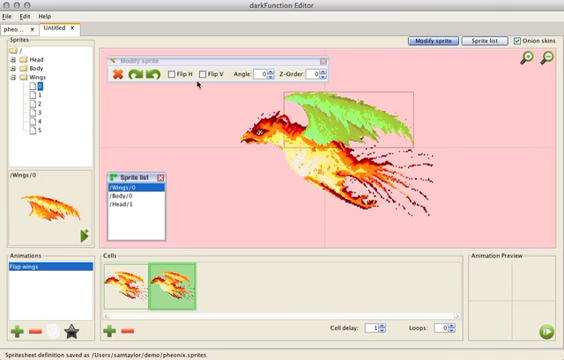 darkFunction Editor
File Edit Help
pheo... x Untitled x
Sprites
Modify sprite Sprite list Onion skins
/
Head
Body
Wings
0
1
2
3
4
5
Modify sprite
Flip H Flip V Angle: 0 Z-Order: 0
Sprite list
/Wings/0
/Body/0
/Head/1
/Wings/0
Animations
Flap wings
Cells
Animation Preview
Cell delay: 1 Loops: 0
Spritesheet definition saved as /Users/samtaylor/demo/pheonix.sprites